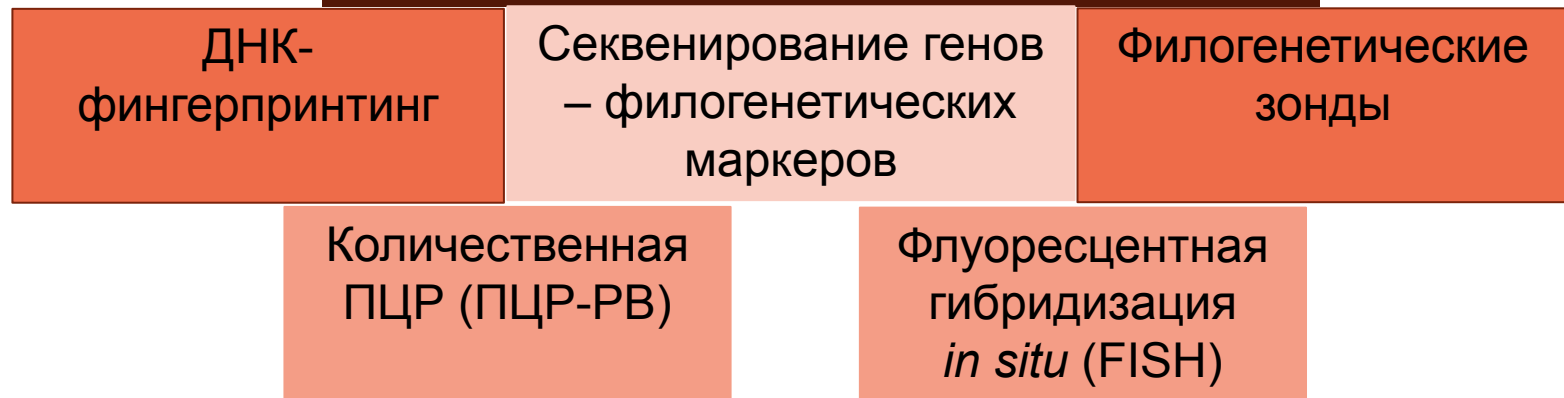 ДНК-
фингерпринтинг
Секвенирование генов
– филогенетических
маркеров
Филогенетические
зонды
Количественная
ПЦР (ПЦР-РВ)
Флуоресцентная
гибридизация
in situ (FISH)